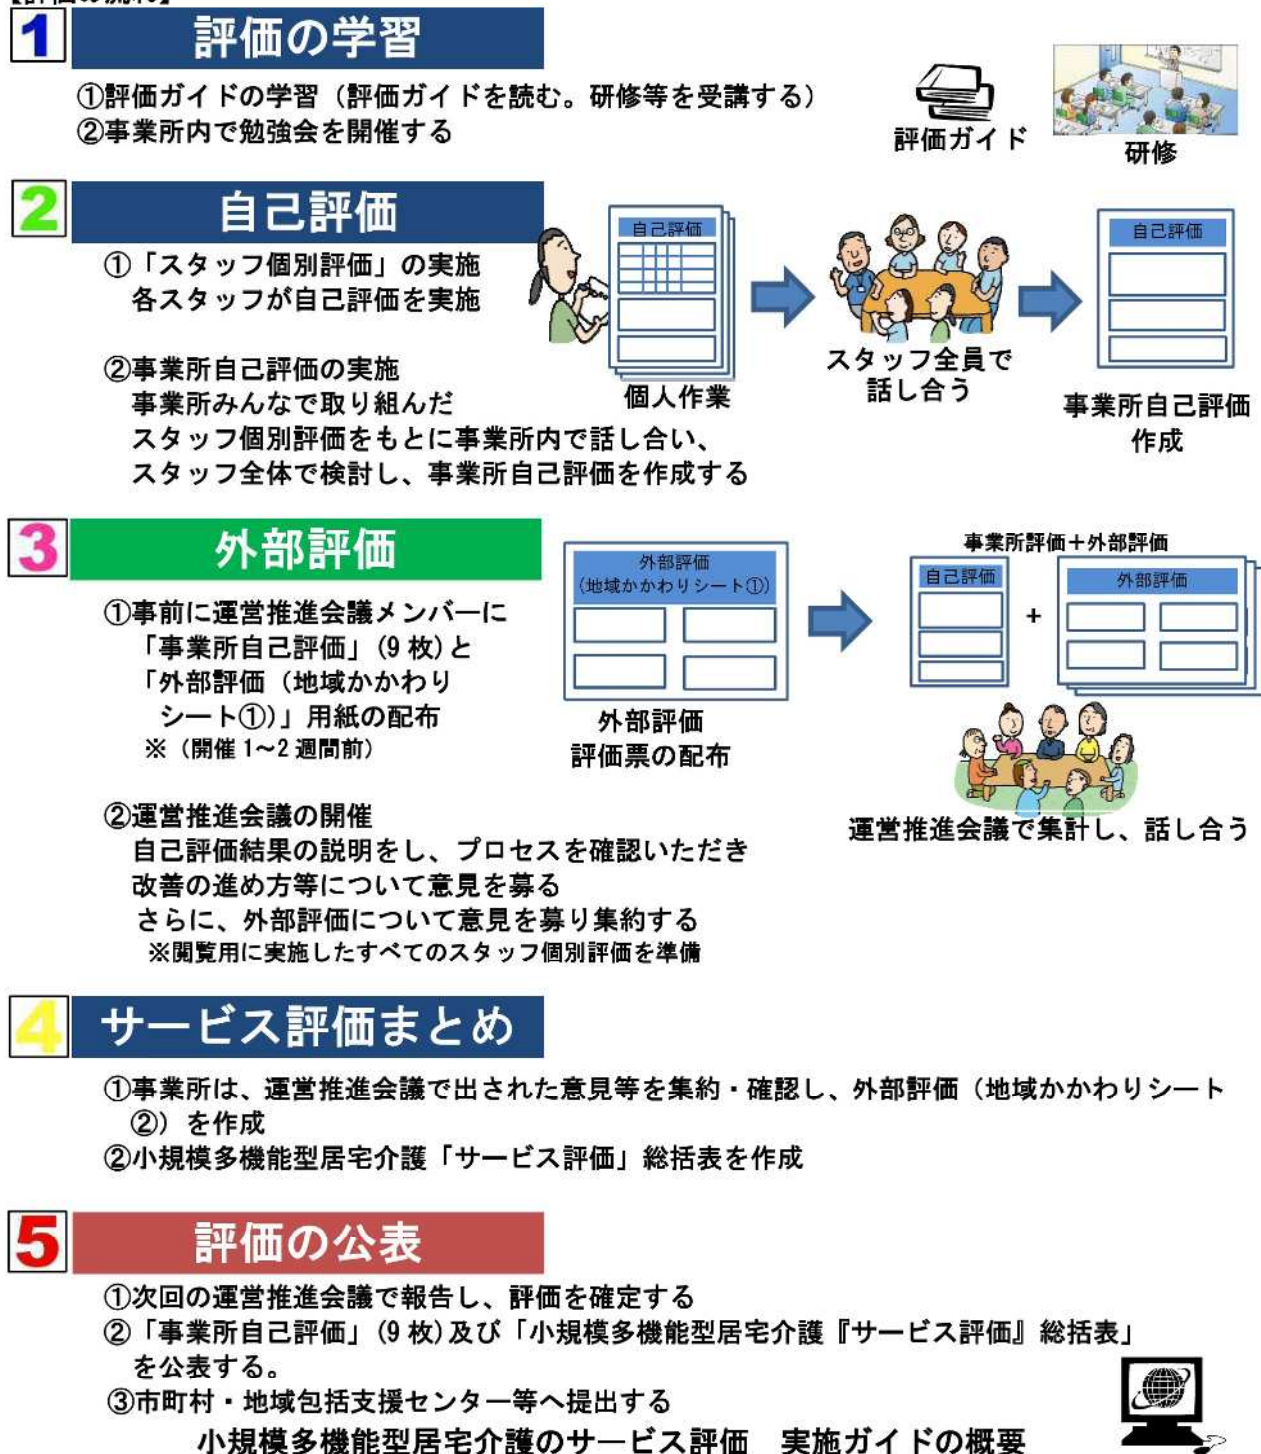 【評価の流れ】
1 評価の学習
①評価ガイドの学習（評価ガイドを読む。研修等を受講する）
②事業所内で勉強会を開催する
評価ガイド
研修
2 自己評価
①「スタッフ個別評価」の実施
各スタッフが自己評価を実施
②事業所自己評価の実施
事業所みんなで取り組んだ
スタッフ個別評価をもとに事業所内で話し合い、
スタッフ全体で検討し、事業所自己評価を作成する
自己評価
個人作業
スタッフ全員で
話し合う
自己評価
事業所自己評価
作成
3 外部評価
①事前に運営推進会議メンバーに
「事業所自己評価」(9枚)と
「外部評価（地域かかわり
シート①）」用紙の配布
※（開催1～2週間前）
②運営推進会議の開催
自己評価結果の説明をし、プロセスを確認いただき
改善の進め方等について意見を募る
さらに、外部評価について意見を募り集約する
※閲覧用に実施したすべてのスタッフ個別評価を準備
外部評価
（地域かかわりシート①）
外部評価
評価票の配布
事業所評価＋外部評価
自己評価
+
外部評価
運営推進会議で集計し、話し合う
4 サービス評価まとめ
①事業所は、運営推進会議で出された意見等を集約・確認し、外部評価（地域かかわりシート
②）を作成
②小規模多機能型居宅介護「サービス評価」総括表を作成
5 評価の公表
①次回の運営推進会議で報告し、評価を確定する
②「事業所自己評価」(9枚)及び「小規模多機能型居宅介護『サービス評価』総括表」
を公表する。
③市町村・地域包括支援センター等へ提出する
小規模多機能型居宅介護のサービス評価　実施ガイドの概要